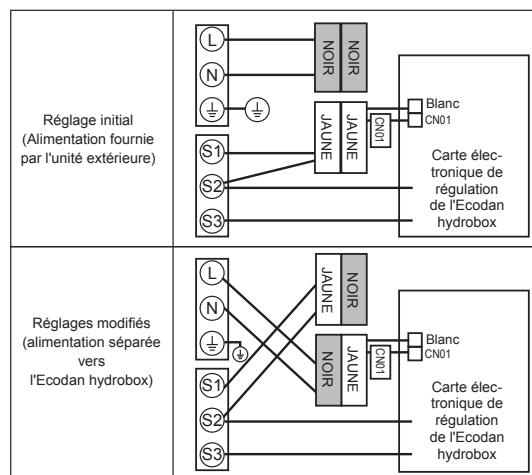 Réglage initial
(Alimentation fournie
par l'unité extérieure)
L
N
S1
S2
S3
NOIR
NOIR
JAUNE
JAUNE
CN01
Blanc
CN01
Carte élec-
tronique de
régulation
de l'Ecodan
hydrobox
Réglages modifiés
(alimentation séparée
vers
l'Ecodan hydrobox)
L
N
S1
S2
S3
JAUNE
NOIR
NOIR
JAUNE
CN01
Blanc
CN01
Carte élec-
tronique de
régulation
de l'Ecodan
hydrobox